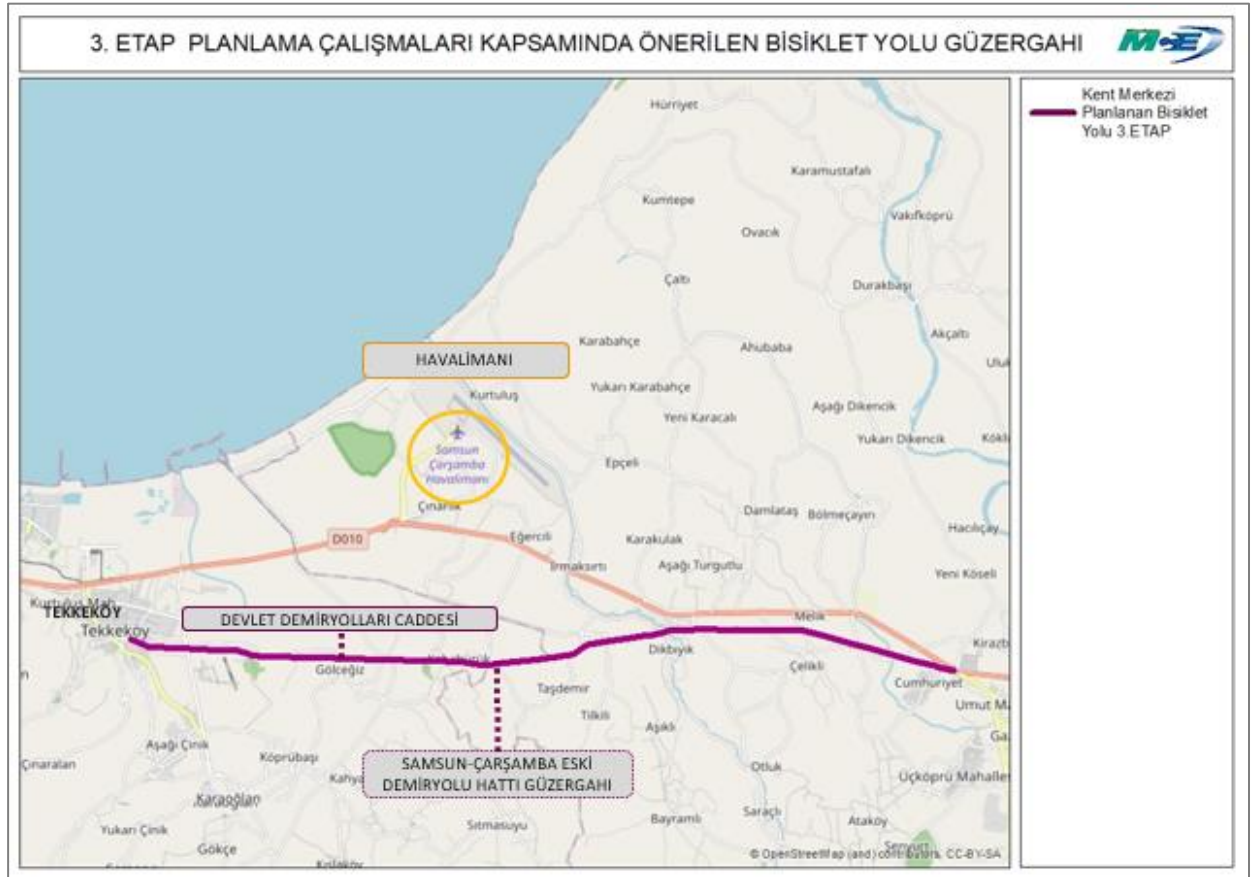 3. ETAP PLANLAMA ÇALIŞMALARI KAPSAMINDA ÖNERİLEN BİSİKLET YOLU GÜZERGAHI
Kent Merkezi
Planlanan Bisiklet
Yolu 3.ETAP
Hürriyet
Karamustafalı
Kumtepe
Vakıfköprü
Ovacık
Çaltı
Durakbaşı
Akçaltı
Karabahçe
Ahubaba
HAVALİMANI
Yukarı Karabahçe
Kurtuluş
Yeni Karacalı
Aşağı Dikencik
Yukarı Dikencik
Samsun
Çarşamba
Havalimanı
Epçeli
Çınarlık
Damlataş
Bölmeçayırı
Hacılıçay
D010
Eğercili
Karakulak
Irmaksırtı
Aşağı Turgutlu
Yeni Köseli
Kurtuluş Mah.
TEKKEKÖY
Tekkeköy
DEVLET DEMİRYOLLARI CADDESİ
Melik
Dikbıyık
Gölceğiz
Çelikli
Cumhuriyet
Taşdemir
Umut M
Tilkili
Aşıklı
Aşağı Çinik
Köprübaşı
Çınaralan
SAMSUN-ÇARŞAMBA ESKİ
DEMİRYOLU HATTI GÜZERGAHI
Otluk
Üçköprü Mahalles
Kahya
Karaoğlan
Saraçlı
Yukarı Çinik
Sıtmasuyu
Bayramlı
Ataköy
Gökçe
© OpenStreetMap (and) contributors, CC-BY-SA